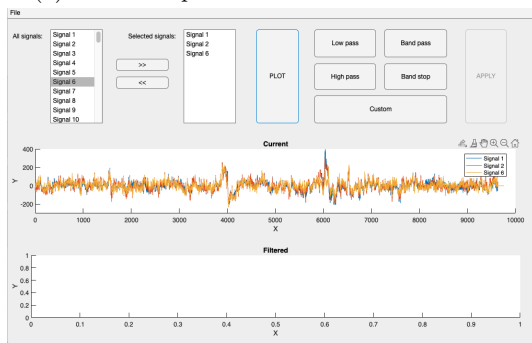 File
All signals:
Signal 1
Signal 2
Signal 3
Signal 4
Signal 5
Signal 6
Signal 7
Signal 8
Signal 9
Signal 10
>>
<<
Selected signals:
Signal 1
Signal 2
Signal 6
PLOT
Low pass
Band pass
High pass
Band stop
Custom
APPLY
Current
400
200
0
-200
Y
0 1000 2000 3000 4000 5000 6000 7000 8000 9000 10000
X
Signal 1
Signal 2
Signal 6
Filtered
1
0.8
0.6
0.4
0.2
0
Y
0 0.1 0.2 0.3 0.4 0.5 0.6 0.7 0.8 0.9 1
X